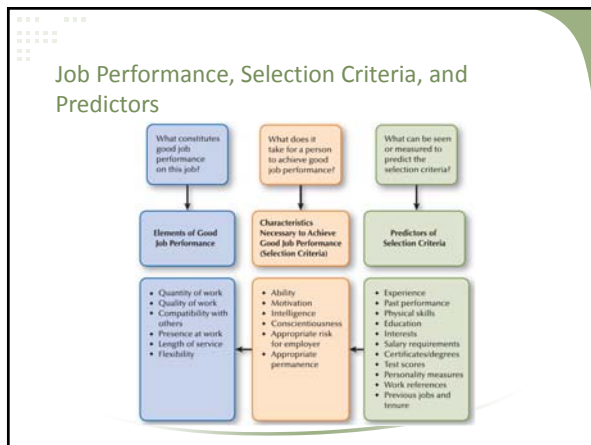 Job Performance, Selection Criteria, and
Predictors
What constitutes
good job
performance
on this job?
What does it
take for a person
to achieve good
job performance?
What can be seen
or measured to
predict the
selection criteria?
Elements of Good
Job Performance
Characteristics
Necessary to Achieve
Good Job Performance
(Selection Criteria)
Predictors of
Selection Criteria
• Quantity of work
• Quality of work
• Compatibility with
others
• Presence at work
• Length of service
• Flexibility
• Ability
• Motivation
• Intelligence
• Conscientiousness
• Appropriate risk
for employer
• Appropriate
permanence
• Experience
• Past performance
• Physical skills
• Education
• Interests
• Salary requirements
• Certificates/degrees
• Test scores
• Personality measures
• Work references
• Previous jobs and
tenure